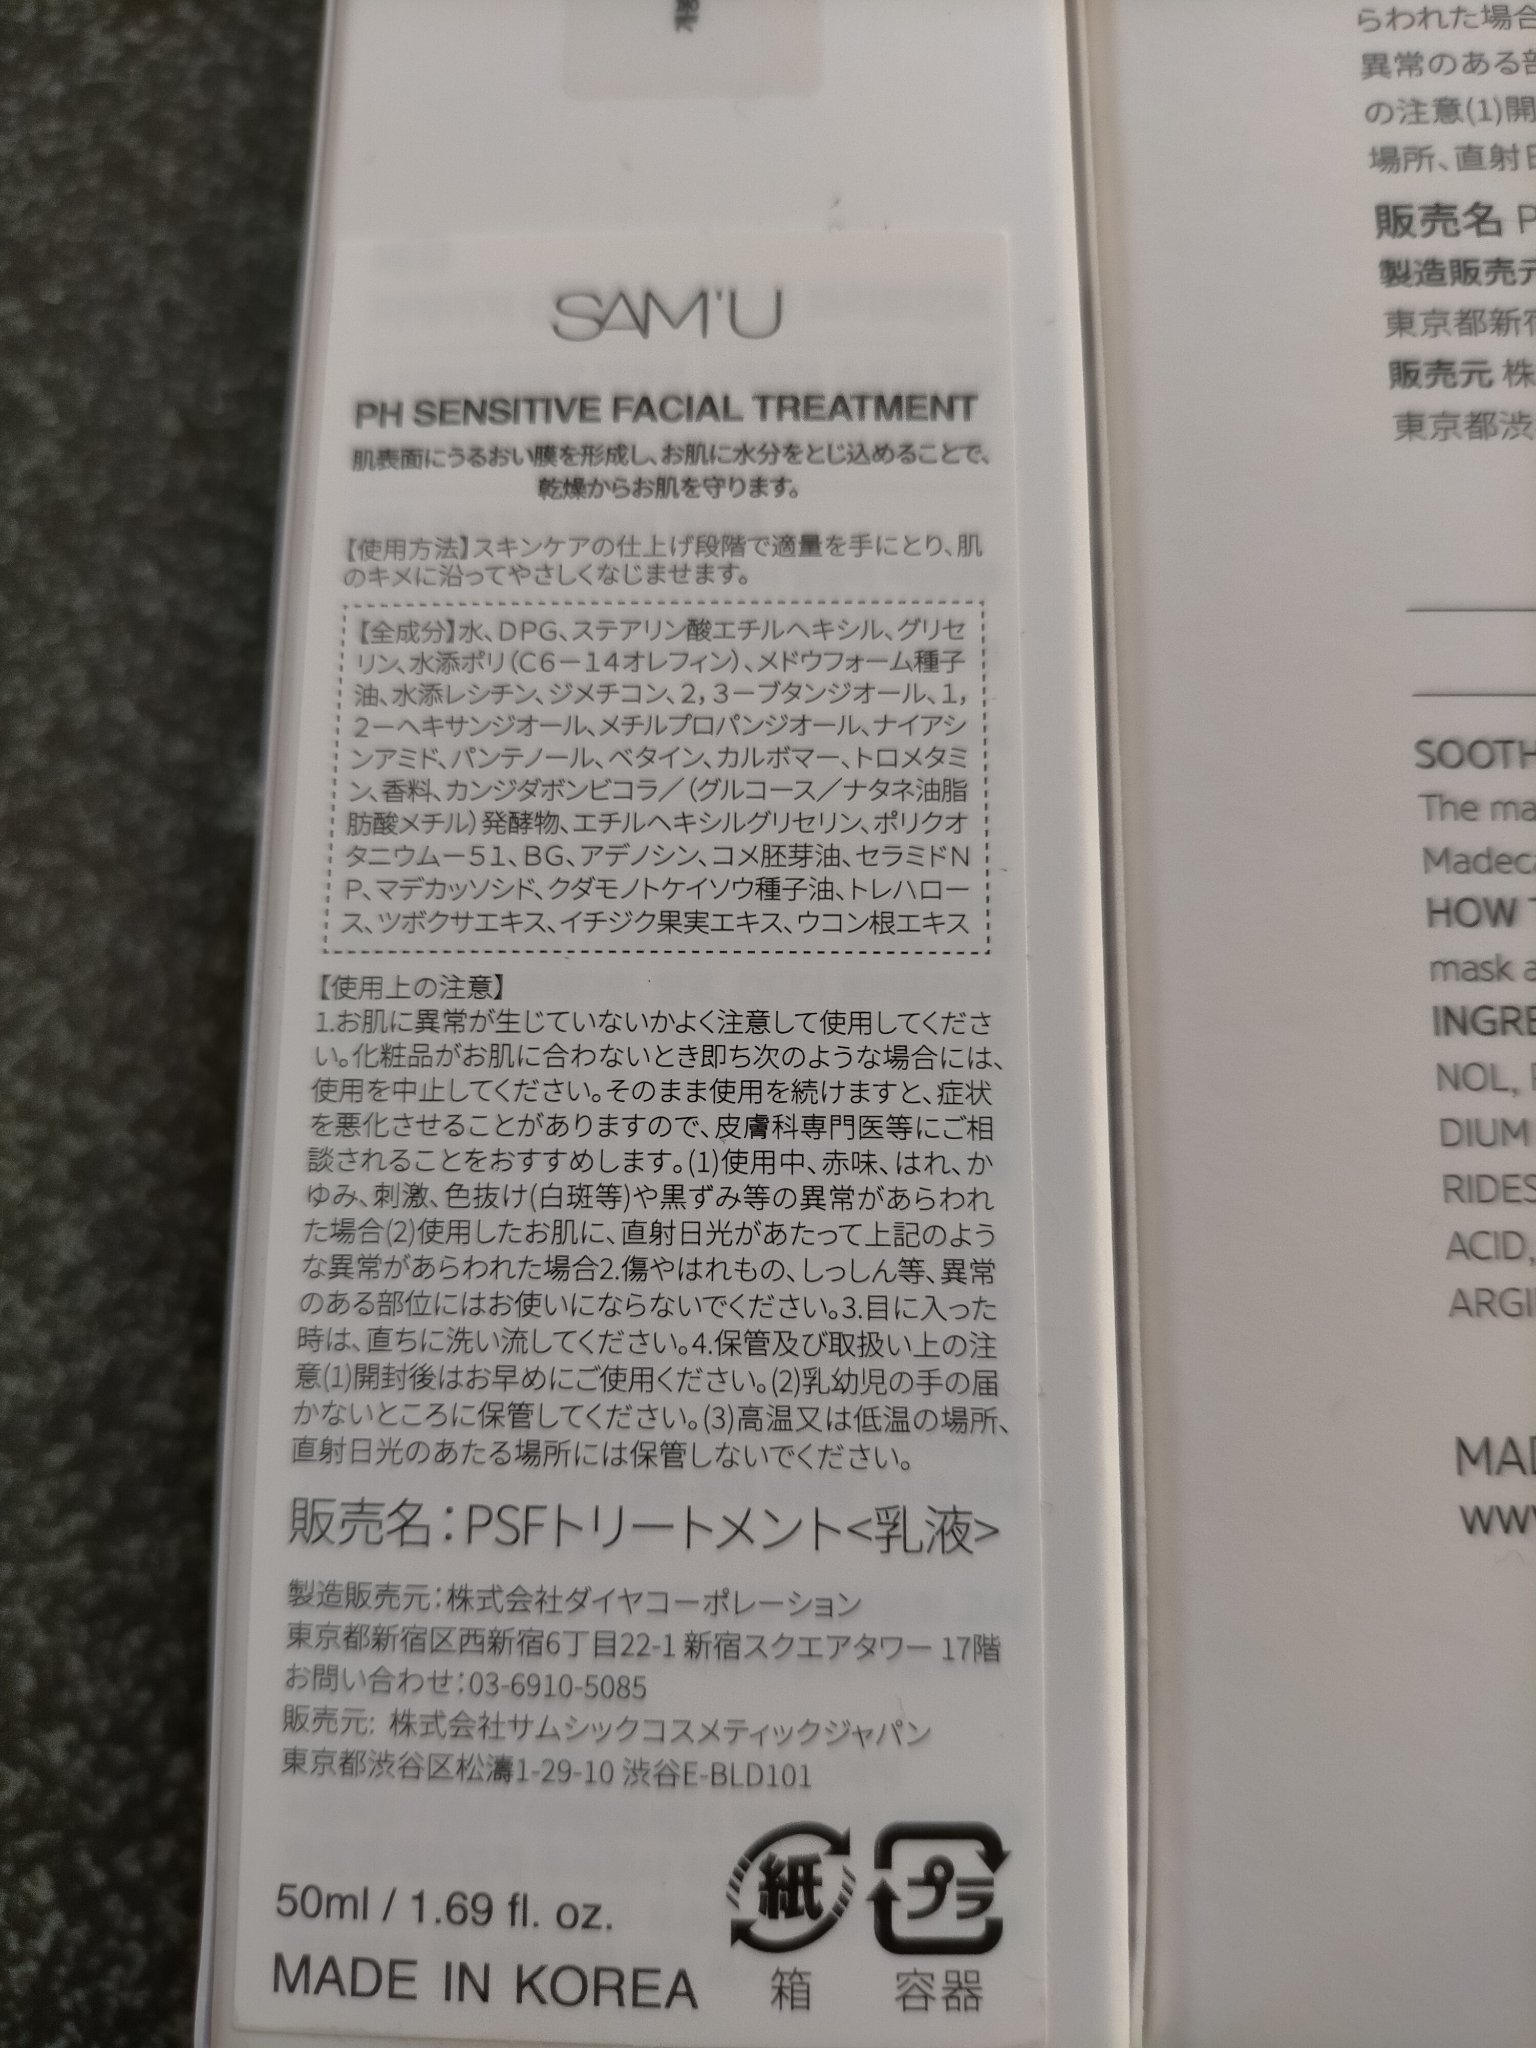 SAM'U
PH SENSITIVE FACIAL TREATMENT
肌表面にうるおい膜を形成し、お肌に水分をとじ込めることで、
乾燥からお肌を守ります。
【使用方法】スキンケアの仕上げ段階で適量を手にとり、肌
のキメに沿ってやさしくなじませます。
【全成分】水、DPG、ステアリン酸エチルヘキシル、グリセ
リン、水添ポリ(C6－14オレフィン)、メドウフォーム種子
油、水添レシチン、ジメチコン、2,3－ブタンジオール、1,
2－ヘキサンジオール、メチルプロパンジオール、ナイアシ
ンアミド、パンテノール、ベタイン、カルボマー、トロメタミ
ン、香料、カンジダボンビコラ／(グルコース／ナタネ油脂
肪酸メチル)発酵物、エチルヘキシルグリセリン、ポリクオ
タニウム－51、BG、アデノシン、コメ胚芽油、セラミドN
P、マデカッソシド、クダモノトケイソウ種子油、トレハロー
ス、ツボクサエキス、イチジク果実エキス、ウコン根エキス
【使用上の注意】
1.お肌に異常が生じていないかよく注意して使用してくださ
い。化粧品がお肌に合わないとき即ち次のような場合には、
使用を中止してください。そのまま使用を続けますと、症状
を悪化させることがありますので、皮膚科専門医等にご相
談されることをおすすめします。(1)使用中、赤味、はれ、か
ゆみ、刺激、色抜け(白斑等)や黒ずみ等の異常があらわれ
た場合(2)使用したお肌に、直射日光があたって上記のよう
な異常があらわれた場合2.傷やはれもの、しっしん等、異常
のある部位にはお使いにならないでください。3.目に入った
時は、直ちに洗い流してください。4.保管及び取扱い上の注
意(1)開封後はお早めにご使用ください。(2)乳幼児の手の届
かないところに保管してください。(3)高温又は低温の場所、
直射日光のあたる場所には保管しないでください。
販売名：PSFトリートメント<乳液>
製造販売元：株式会社ダイヤコーポレーション
東京都新宿区西新宿6丁目22-1 新宿スクエアタワー 17階
お問い合わせ：03-6910-5085
販売元: 株式会社サムシックコスメティックジャパン
東京都渋谷区松濤1-29-10 渋谷E-BLD101
50ml / 1.69 fl. oz.
MADE IN KOREA
紙
箱
プラ
容器
らわれた場合
異常のある
の注意(1)開
場所、直射
販売名
製造販売元
東京都新宿
販売元 株
東京都渋
SOOTH
The ma
Madeca
HOW
mask a
INGRE
NOL,
DIUM
RIDES
ACID,
ARGI
MAD
www